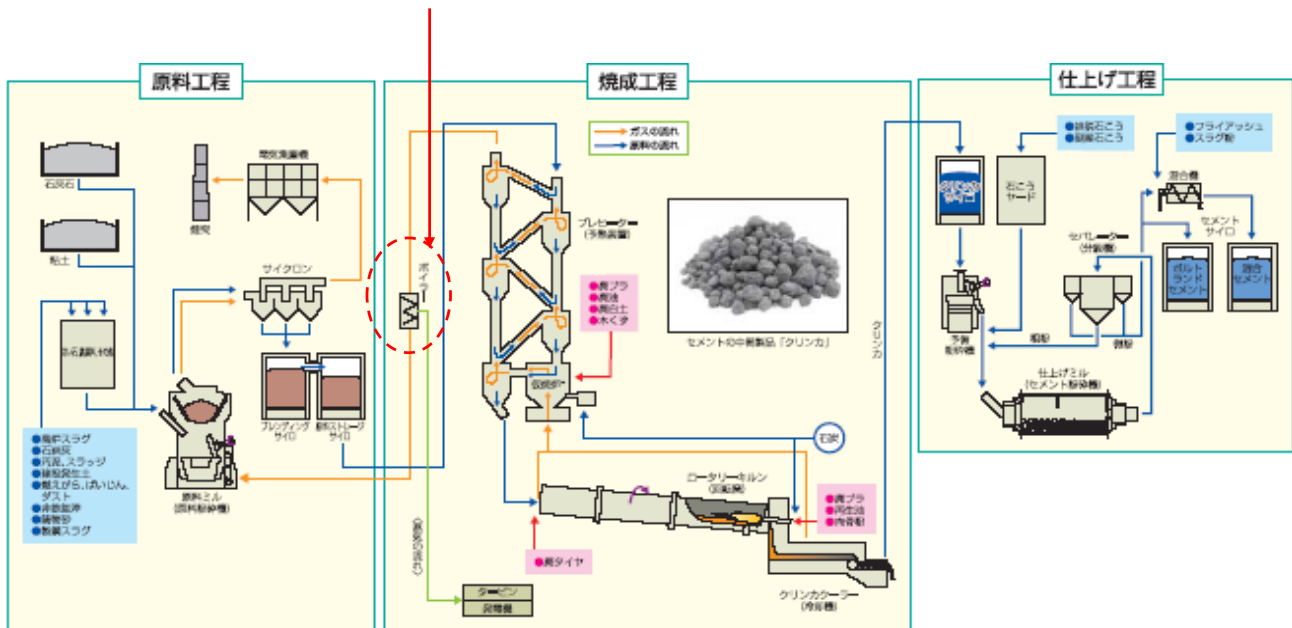 原料工程
石灰石
粘土
電気集塵機
煙突
サイクロン
ブレンディング
サイロ
原料ストレージ
サイロ
原料ミル
(原料粉砕機)
●高炉スラグ
●石炭灰
●汚泥、スラッジ
●建設発生土
●燃えがら、ばいじん、
ダスト
●非鉄鉱滓
●鋳物砂
●製鋼スラグ
焼成工程
ガスの流れ
原料の流れ
ボイラー
プレヒーター
(予熱装置)
●廃プラ
●廃油
●廃白土
●木くず
仮焼炉
セメントの中間製品「クリンカ」
石炭
ロータリーキルン
(回転窯)
●廃プラ
●再生油
●肉骨粉
●廃タイヤ
クリンカクーラー
(冷却機)
(蒸気の流れ)
タービン
発電機
クリンカ
仕上げ工程
クリンカ
サイロ
石こう
ヤード
●排脱石こう
●副産石こう
●フライアッシュ
●スラグ粉
混合機
セメント
サイロ
セパレーター
(分級機)
ポルト
ランド
セメント
混合
セメント
予備
粉砕機
粗粉
微粉
仕上げミル
(セメント粉砕機)